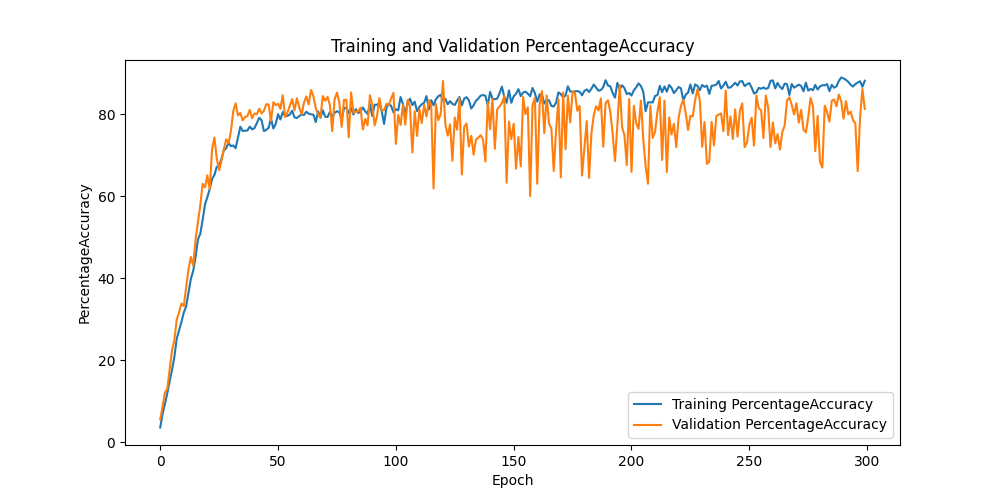 Training and Validation PercentageAccuracy
PercentageAccuracy
80
60
40
20
0
0 50 100 150 200 250 300
Epoch
Training PercentageAccuracy
Validation PercentageAccuracy